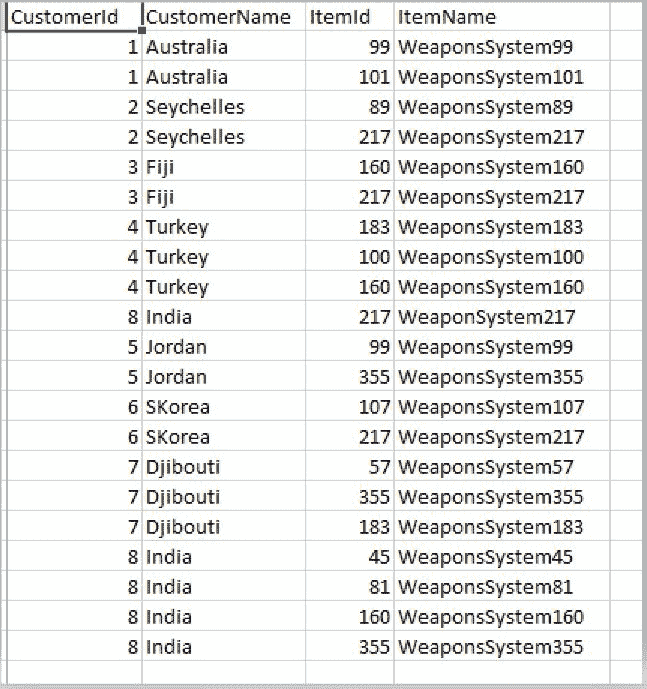 CustomerId CustomerName ItemId ItemName
1 Australia 99 WeaponsSystem99
1 Australia 101 WeaponsSystem101
2 Seychelles 89 WeaponsSystem89
2 Seychelles 217 WeaponsSystem217
3 Fiji 160 WeaponsSystem160
3 Fiji 217 WeaponsSystem217
4 Turkey 183 WeaponsSystem183
4 Turkey 100 WeaponsSystem100
4 Turkey 160 WeaponsSystem160
8 India 217 WeaponSystem217
5 Jordan 99 WeaponsSystem99
5 Jordan 355 WeaponsSystem355
6 SKorea 107 WeaponsSystem107
6 SKorea 217 WeaponsSystem217
7 Djibouti 57 WeaponsSystem57
7 Djibouti 355 WeaponsSystem355
7 Djibouti 183 WeaponsSystem183
8 India 45 WeaponsSystem45
8 India 81 WeaponsSystem81
8 India 160 WeaponsSystem160
8 India 355 WeaponsSystem355